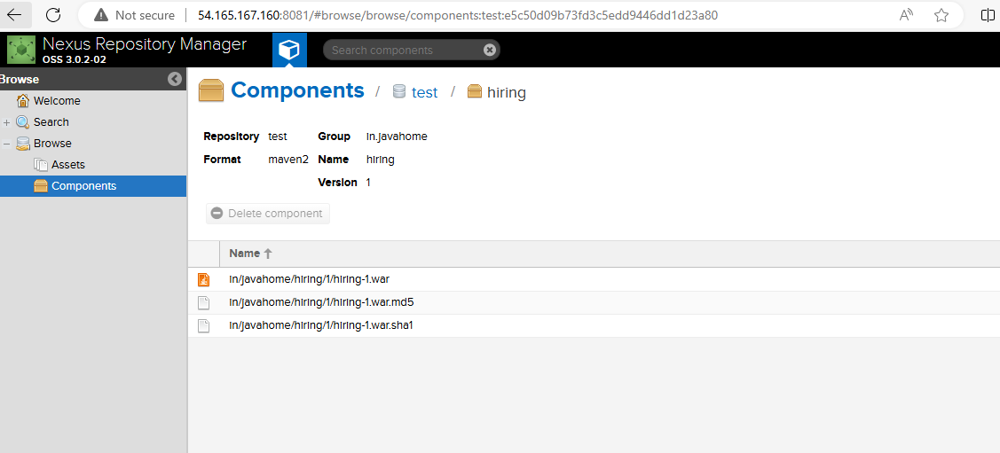 Not secure 54.165.167.160:8081/#browse/browse/components:test:e5c50d09b73fd3c5edd9446dd1d23a80
Nexus Repository Manager
OSS 3.0.2-02
Search components
Browse
Welcome
Search
Browse
Assets
Components
Components / test / hiring
Repository test Group in.javahome
Format maven2 Name hiring
Version 1
Delete component
Name
in/javahome/hiring/1/hiring-1.war
in/javahome/hiring/1/hiring-1.war.md5
in/javahome/hiring/1/hiring-1.war.sha1